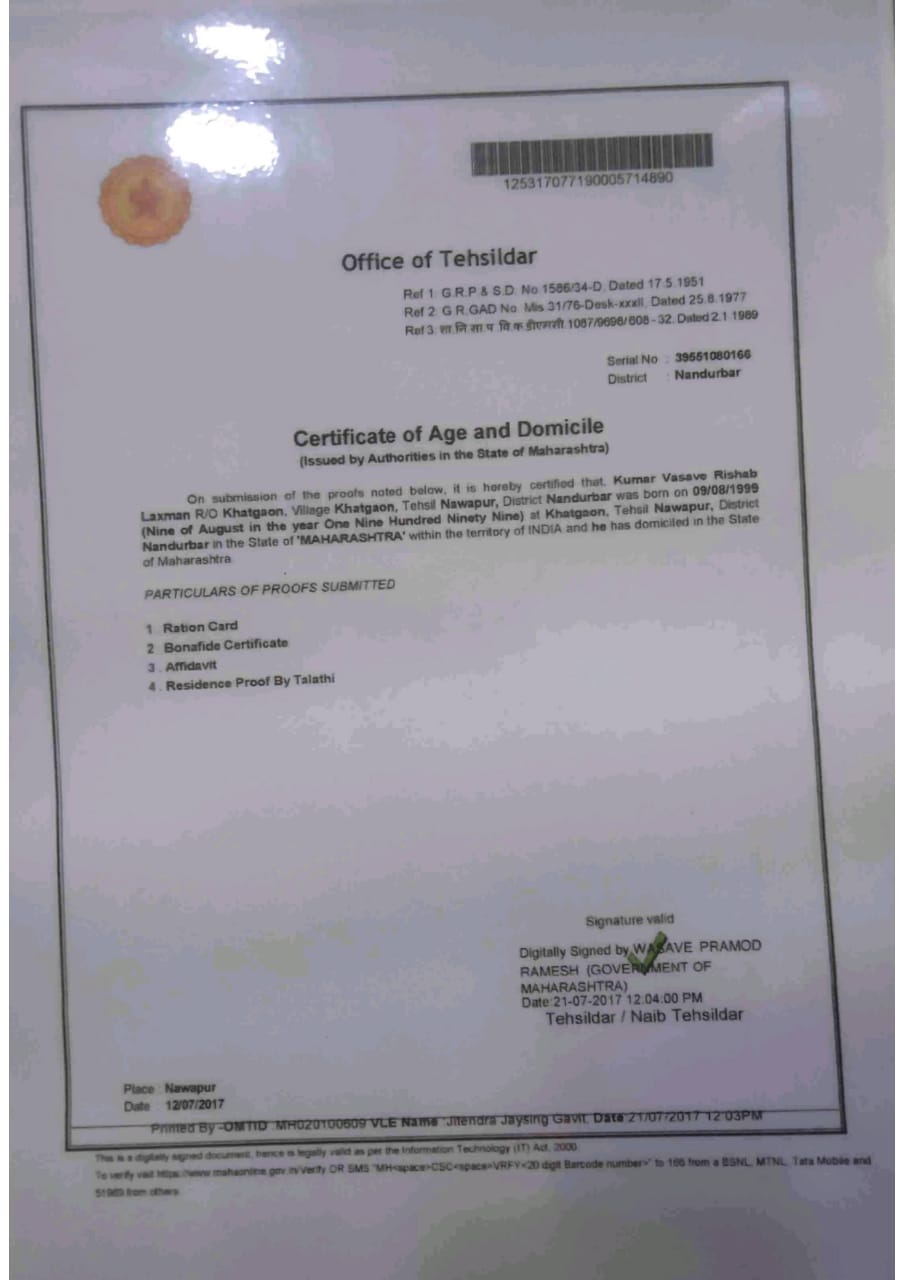 12531707719000571​4890
Office of Tehsildar
Ref 1: G.R.P & S.D. No.1586/34-D, Dated 17.5.1951
Ref 2: G.R.GAD No. Mis 31/76-Desk-xxxII, Dated 25.8.1977
Ref 3: शा.नि.सा.प वि.क.डीएमसी.1087/9698/808 -32, Dated 2.1.1989
Serial No : 39551080166
District : Nandurbar
Certificate of Age and Domicile
(Issued by Authorities in the State of Maharashtra)
On submission of the proofs noted below, it is hereby certified that, Kumar Vasave Rishab
Laxman R/O Khatgaon, Village Khatgaon, Tehsil Nawapur, District Nandurbar was born on 09/08/1999
(Nine of August in the year One Nine Hundred Ninety Nine) at Khatgaon, Tehsil Nawapur, District
Nandurbar in the State of 'MAHARASHTRA' within the territory of INDIA and he has domiciled in the State
of Maharashtra.
PARTICULARS OF PROOFS SUBMITTED
1 Ration Card
2 Bonafide Certificate
3 . Affidavit
4 . Residence Proof By Talathi
Signature valid
Digitally Signed by WASAVE PRAMOD
RAMESH (GOVERNMENT OF
MAHARASHTRA)
Date:21-07-2017 12:04:00 PM
Tehsildar / Naib Tehsildar
Place : Nawapur
Date : 12/07/2017
Printed By -OMTID :MH020100609 VLE Name :Jitendra Jaysing Gavit, Date 21/07/2017 12:03PM
This is a digitally signed document, hence is legally valid as per the Information Technology (IT) Act, 2000
To verify visit https://www.mahaonline.gov.in/Verify OR SMS "MH<space>CSC<space>VRFY<20 digit Barcode number>" to 166 from a BSNL, MTNL, Tata Mobile and
51969 from others.